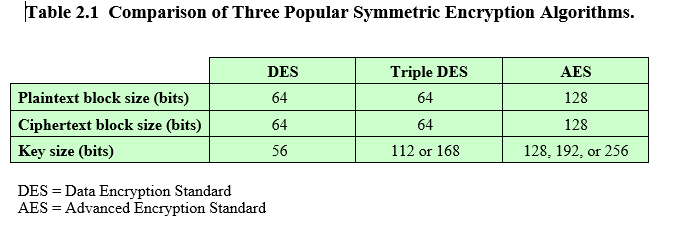 Table 2.1 Comparison of Three Popular Symmetric Encryption Algorithms.
DES Triple DES AES
Plaintext block size (bits) 64 64 128
Ciphertext block size (bits) 64 64 128
Key size (bits) 56 112 or 168 128, 192, or 256
DES = Data Encryption Standard
AES = Advanced Encryption Standard